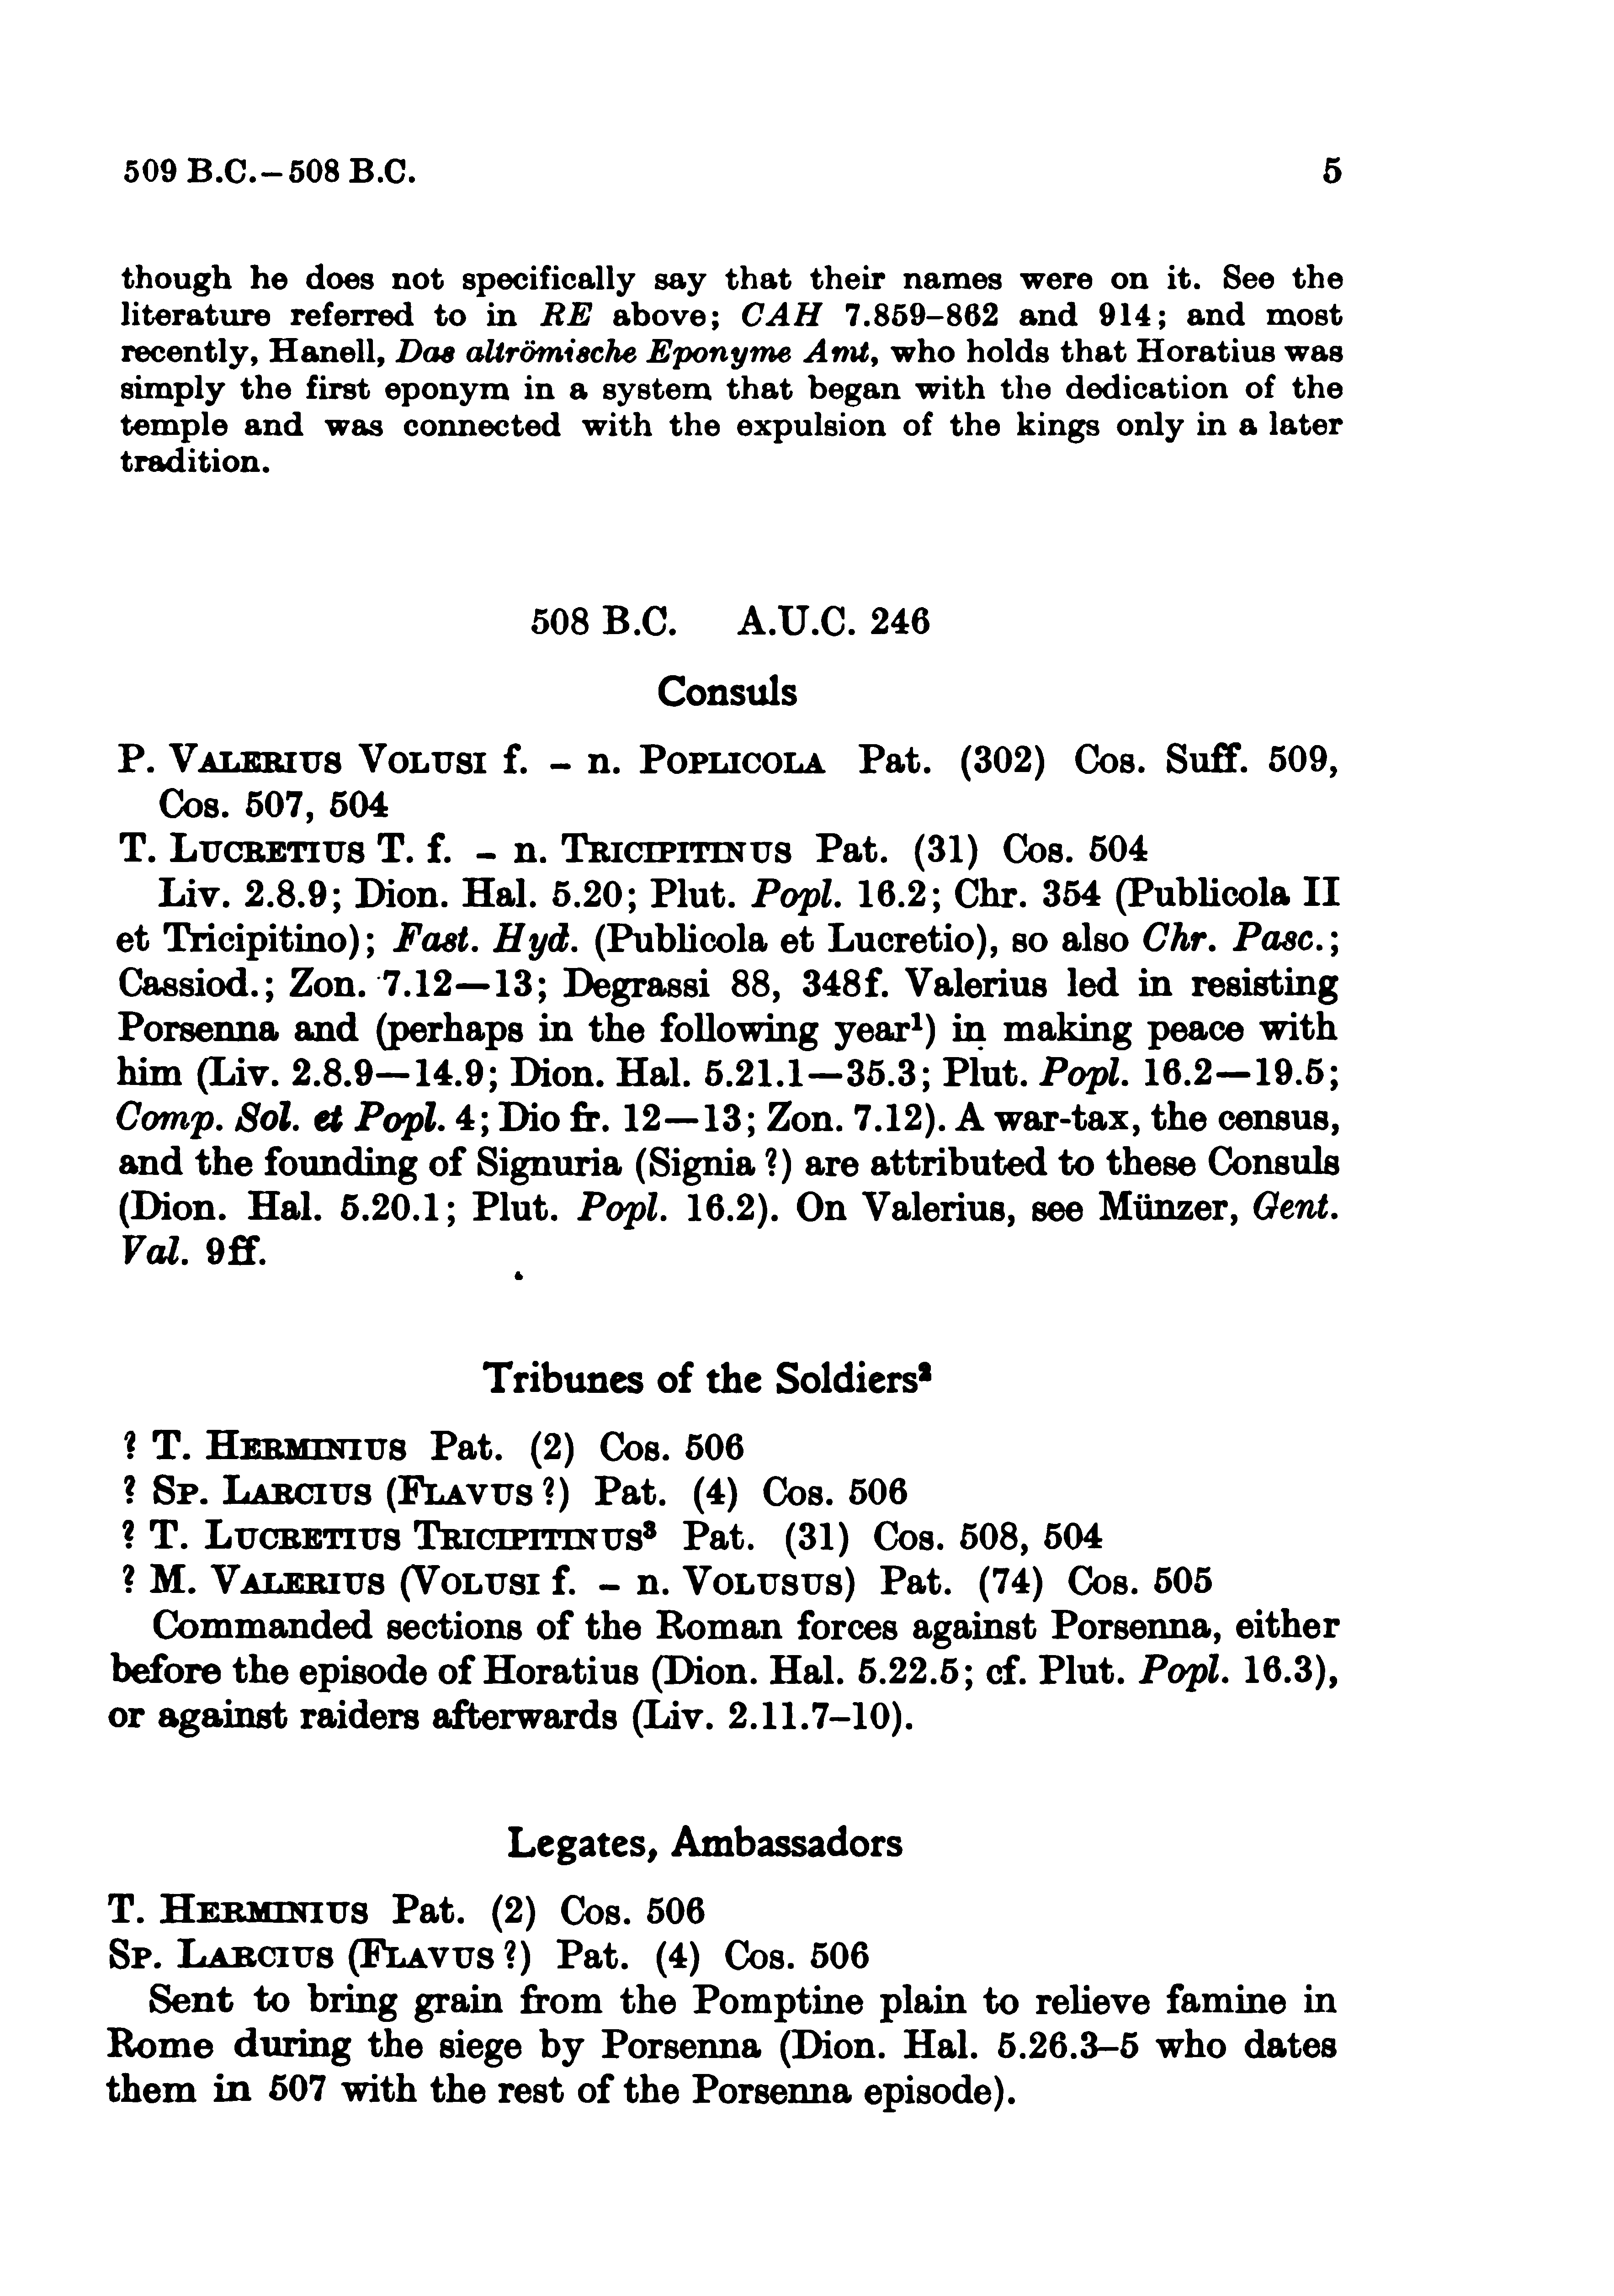 509 B.C.–508 B.C. 5
though he does not specifically say that their names were on it. See the
literature referred to in RE above; CAH 7.859–862 and 914; and most
recently, Hanell, Das altrömische Eponyme Amt, who holds that Horatius was
simply the first eponym in a system that began with the dedication of the
temple and was connected with the expulsion of the kings only in a later
tradition.
508 B.C. A.U.C. 246
Consuls
P. VALERIUS VOLUSI f. – n. POPLICOLA Pat. (302) Cos. Suff. 509,
Cos. 507, 504
T. LUCRETIUS T. f. – n. TRICIPITINUS Pat. (31) Cos. 504
Liv. 2.8.9; Dion. Hal. 5.20; Plut. Popl. 16.2; Chr. 354 (Publicola II
et Tricipitino); Fast. Hyd. (Publicola et Lucretio), so also Chr. Pasc.;
Cassiod.; Zon. 7.12—13; Degrassi 88, 348f. Valerius led in resisting
Porsenna and (perhaps in the following year¹) in making peace with
him (Liv. 2.8.9—14.9; Dion. Hal. 5.21.1—35.3; Plut. Popl. 16.2—19.5;
Comp. Sol. et Popl. 4; Dio fr. 12—13; Zon. 7.12). A war-tax, the census,
and the founding of Signuria (Signia ?) are attributed to these Consuls
(Dion. Hal. 5.20.1; Plut. Popl. 16.2). On Valerius, see Münzer, Gent.
Val. 9ff.
Tribunes of the Soldiers²
? T. HERMINIUS Pat. (2) Cos. 506
? SP. LARCIUS (FLAVUS ?) Pat. (4) Cos. 506
? T. LUCRETIUS TRICIPITINUS³ Pat. (31) Cos. 508, 504
? M. VALERIUS (VOLUSI f. – n. VOLUSUS) Pat. (74) Cos. 505
Commanded sections of the Roman forces against Porsenna, either
before the episode of Horatius (Dion. Hal. 5.22.5; cf. Plut. Popl. 16.3),
or against raiders afterwards (Liv. 2.11.7–10).
Legates, Ambassadors
T. HERMINIUS Pat. (2) Cos. 506
SP. LARCIUS (FLAVUS ?) Pat. (4) Cos. 506
Sent to bring grain from the Pomptine plain to relieve famine in
Rome during the siege by Porsenna (Dion. Hal. 5.26.3–5 who dates
them in 507 with the rest of the Porsenna episode).